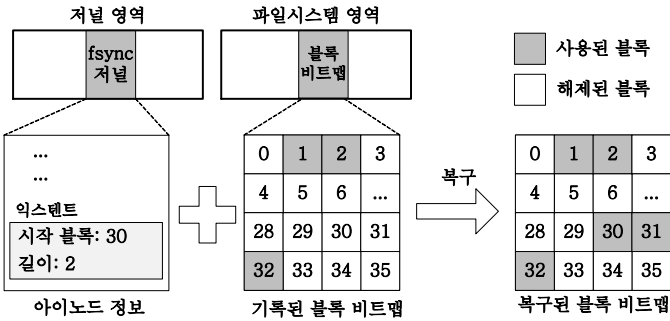 저널 영역
파일시스템 영역
fsync
저널
블록
비트맵
사용된 블록
해제된 블록
...
...
익스텐트
시작 블록: 30
길이: 2
아이노드 정보
0 1 2 3
4 5 6 ...
28 29 30 31
32 33 34 35
기록된 블록 비트맵
복구
0 1 2 3
4 5 6 ...
28 29 30 31
32 33 34 35
복구된 블록 비트맵